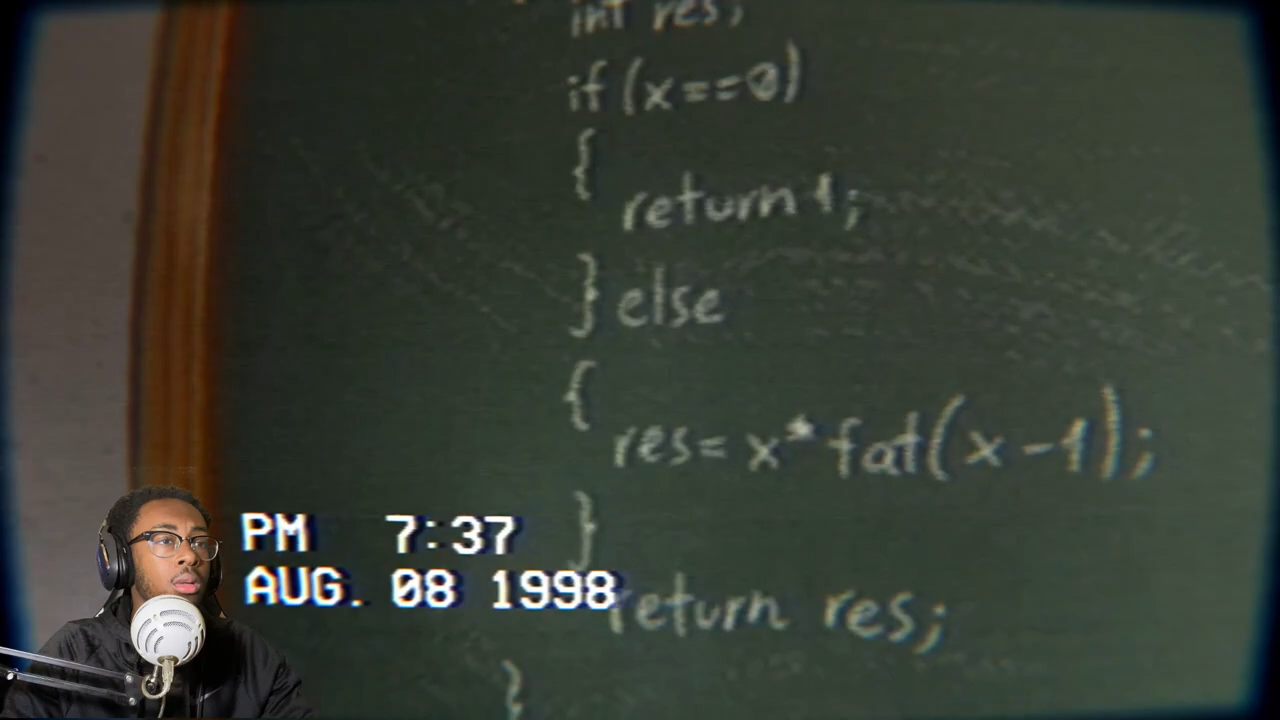 int res;
if (x==0)
{
return 1;
} else
{
res= x*fat(x-1);
}
return res;
}
PM 7:37
AUG. 08 1998